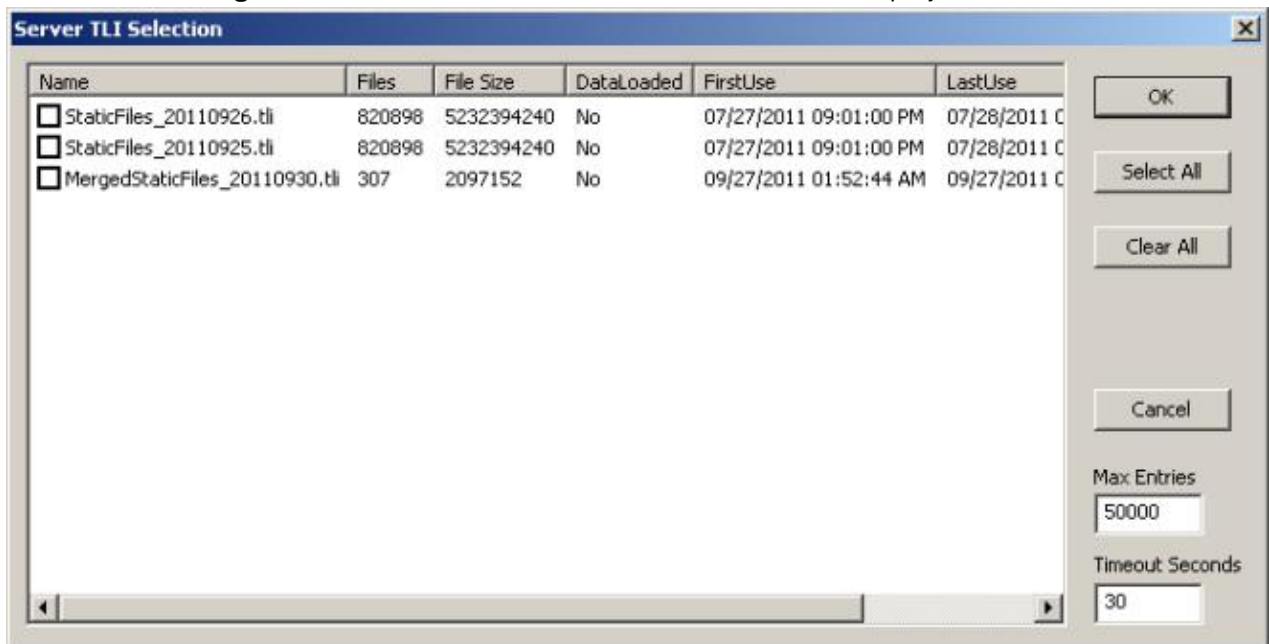 Server TLI Selection
Name Files File Size DataLoaded FirstUse LastUse
StaticFiles_20110926.tli 820898 5232394240 No 07/27/2011 09:01:00 PM 07/28/2011
StaticFiles_20110925.tli 820898 5232394240 No 07/27/2011 09:01:00 PM 07/28/2011
MergedStaticFiles_20110930.tli 307 2097152 No 09/27/2011 01:52:44 AM 09/27/2011
OK
Select All
Clear All
Cancel
Max Entries
50000
Timeout Seconds
30